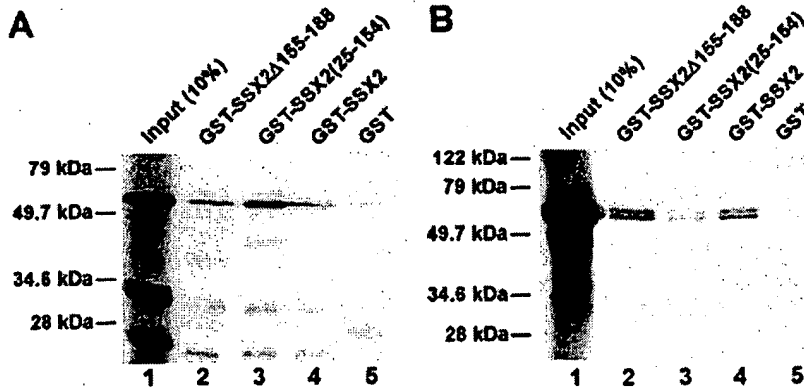 A
Input (10%)
GST-SSX2Δ155-188
GST-SSX2(25-154)
GST-SSX2
GST
79 kDa
49.7 kDa
34.6 kDa
28 kDa
1 2 3 4 5
B
Input (10%)
GST-SSX2Δ155-188
GST-SSX2(25-154)
GST-SSX2
GST
122 kDa
79 kDa
49.7 kDa
34.6 kDa
28 kDa
1 2 3 4 5